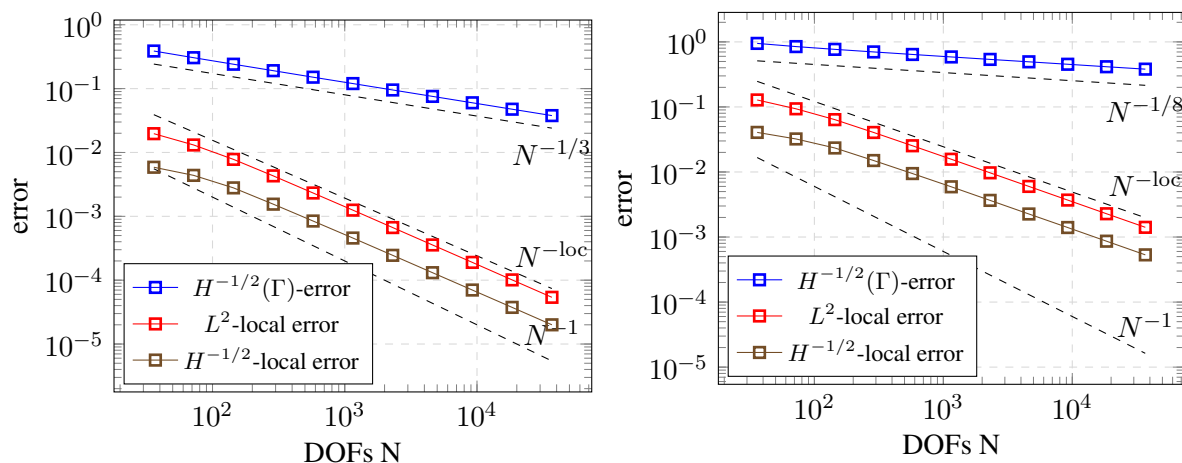 10^0
10^{-1}
10^{-2}
10^{-3}
10^{-4}
10^{-5}
error
10^2
10^3
10^4
DOFs N
N^{-1/3}
N^{-loc}
N^{-1}
H^{-1/2}(Γ)-error
L^2-local error
H^{-1/2}-local error
10^0
10^{-1}
10^{-2}
10^{-3}
10^{-4}
10^{-5}
error
10^2
10^3
10^4
DOFs N
N^{-1/8}
N^{-loc}
N^{-1}
H^{-1/2}(Γ)-error
L^2-local error
H^{-1/2}-local error